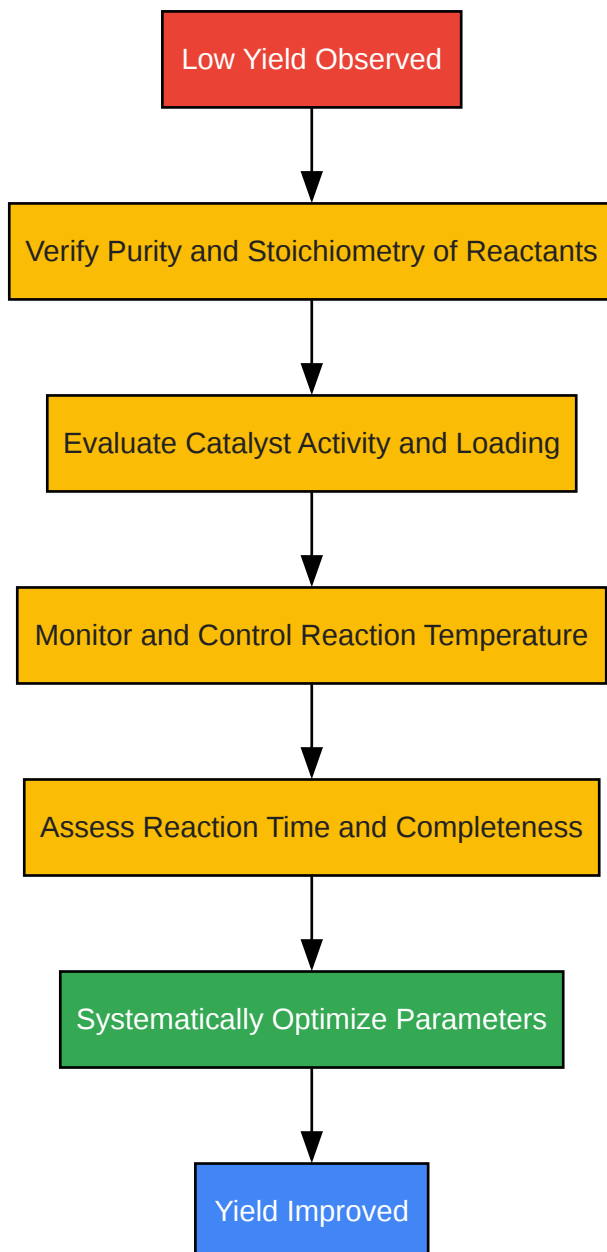 Low Yield Observed
Verify Purity and Stoichiometry of Reactants
Evaluate Catalyst Activity and Loading
Monitor and Control Reaction Temperature
Assess Reaction Time and Completeness
Systematically Optimize Parameters
Yield Improved